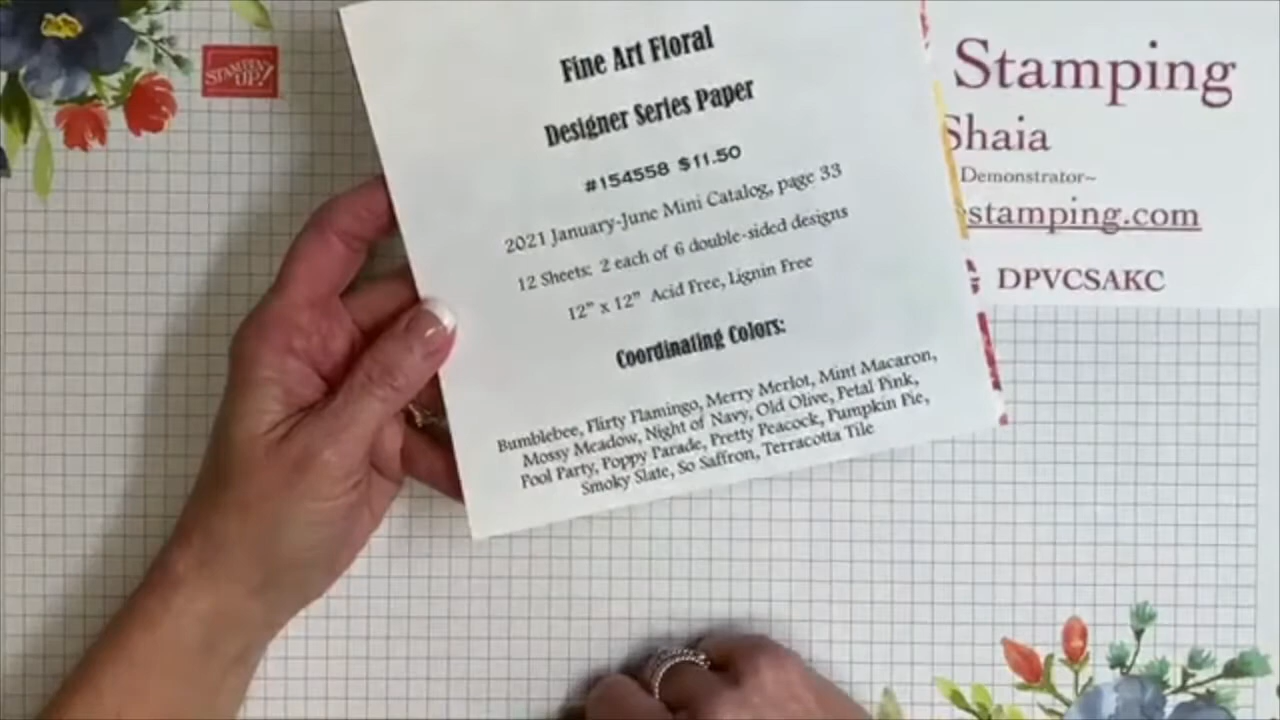 STAMPIN' UP!
Fine Art Floral
Designer Series Paper
#154558 $11.50
2021 January-June Mini Catalog, page 33
12 Sheets: 2 each of 6 double-sided designs
12" x 12" Acid Free, Lignin Free
Coordinating Colors:
Bumblebee, Flirty Flamingo, Merry Merlot, Mint Macaron,
Mossy Meadow, Night of Navy, Old Olive, Petal Pink,
Pool Party, Poppy Parade, Pretty Peacock, Pumpkin Pie,
Smoky Slate, So Saffron, Terracotta Tile
Stamping
Shaia
Demonstrator~
stamping.com
DPVCSAKC